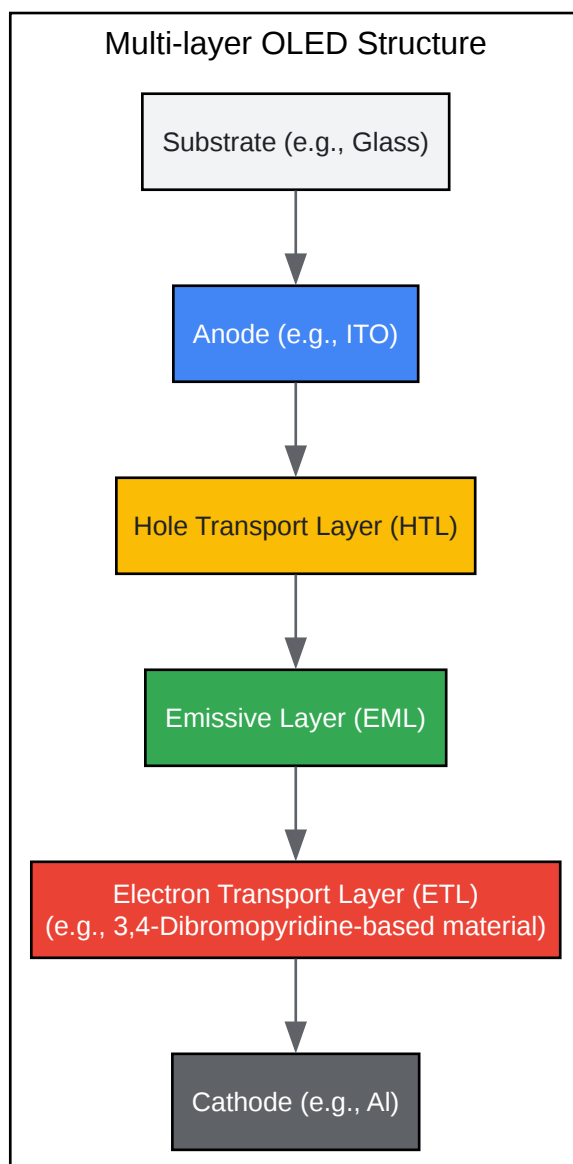 Multi-layer OLED Structure
Substrate (e.g., Glass)
Anode (e.g., ITO)
Hole Transport Layer (HTL)
Emissive Layer (EML)
Electron Transport Layer (ETL)
(e.g., 3,4-Dibromopyridine-based material)
Cathode (e.g., Al)